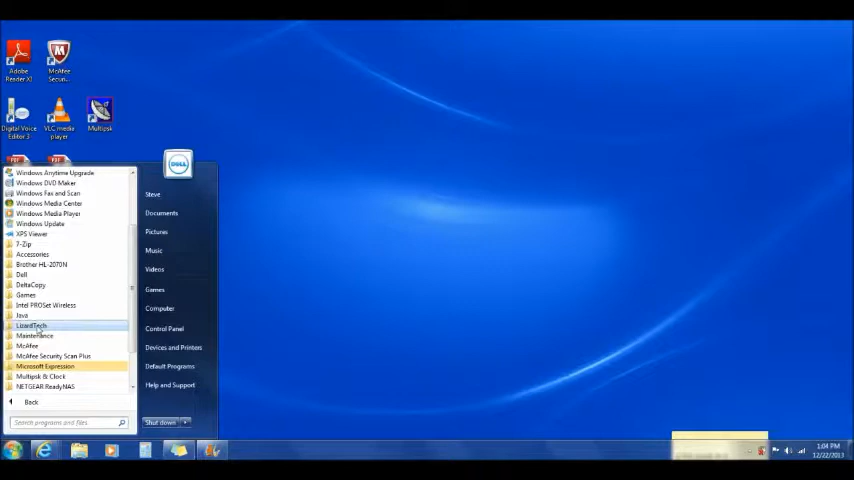 Adobe
Reader XI
McAfee
Securi...
Digital Voice
Editor 3
VLC media
player
Multipsk
DELL
Windows Anytime Upgrade
Windows DVD Maker
Windows Fax and Scan
Windows Media Center
Windows Media Player
Windows Update
XPS Viewer
7-Zip
Accessories
Brother HL-2070N
Dell
DeltaCopy
Games
Intel PROSet Wireless
Java
LizardTech
Maintenance
McAfee
McAfee Security Scan Plus
Microsoft Expression
Multipsk & Clock
NETGEAR ReadyNAS
Back
Search programs and files
Steve
Documents
Pictures
Music
Videos
Games
Computer
Control Panel
Devices and Printers
Default Programs
Help and Support
Shut down
1:04 PM
12/22/2013